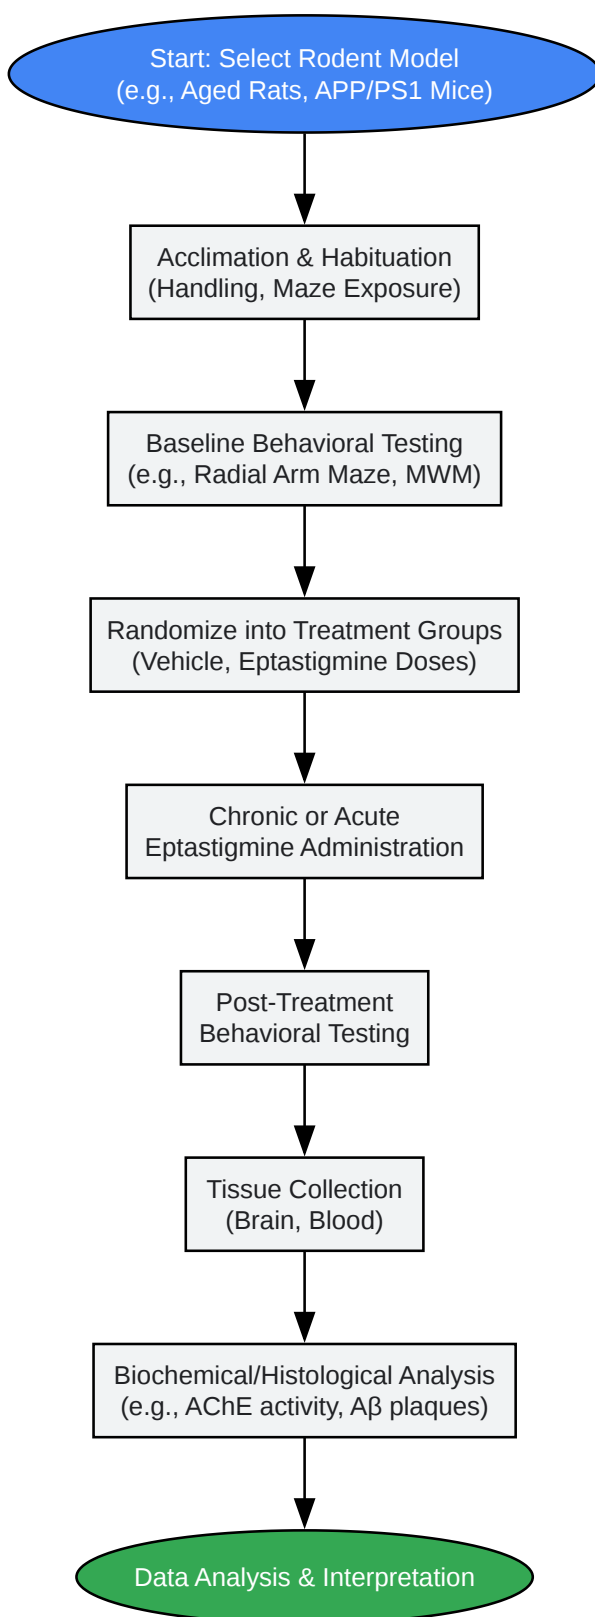 Start: Select Rodent Model
(e.g., Aged Rats, APP/PS1 Mice)
Acclimation & Habituation
(Handling, Maze Exposure)
Baseline Behavioral Testing
(e.g., Radial Arm Maze, MWM)
Randomize into Treatment Groups
(Vehicle, Eptastigmine Doses)
Chronic or Acute
Eptastigmine Administration
Post-Treatment
Behavioral Testing
Tissue Collection
(Brain, Blood)
Biochemical/Histological Analysis
(e.g., AChE activity, Aβ plaques)
Data Analysis & Interpretation